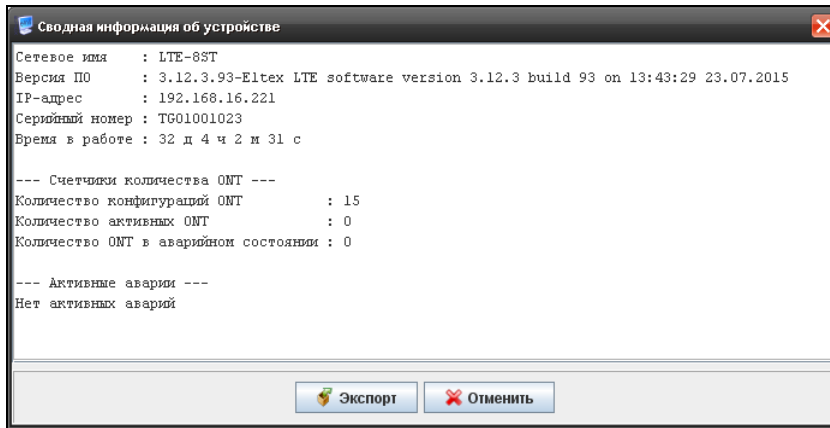 Сводная информация об устройстве
Сетевое имя : LTE-8ST
Версия ПО : 3.12.3.93-Eltex LTE software version 3.12.3 build 93 on 13:43:29 23.07.2015
IP-адрес : 192.168.16.221
Серийный номер : TG01001023
Время в работе : 32 д 4 ч 2 м 31 с
--- Счетчики количества ONT ---
Количество конфигураций ONT : 15
Количество активных ONT : 0
Количество ONT в аварийном состоянии : 0
--- Активные аварии ---
Нет активных аварий
Экспорт Отменить